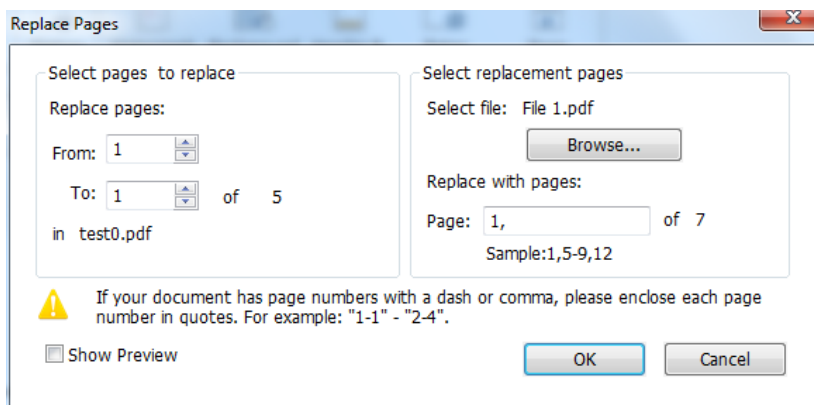 Replace Pages
Select pages to replace
Replace pages:
From: 1
To: 1 of 5
in test0.pdf
Select replacement pages
Select file: File 1.pdf
Browse...
Replace with pages:
Page: 1, of 7
Sample:1,5-9,12
If your document has page numbers with a dash or comma, please enclose each page
number in quotes. For example: "1-1" - "2-4".
Show Preview
OK
Cancel